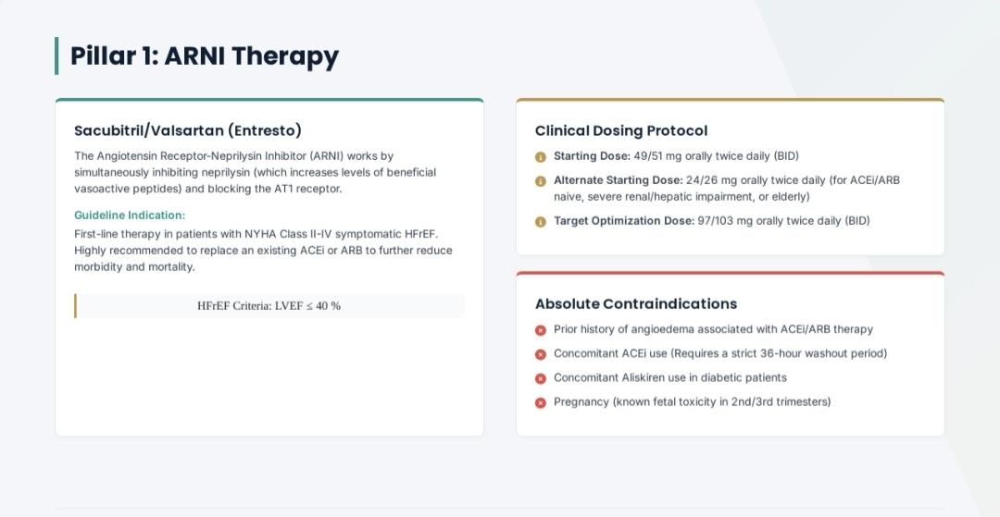 Pillar 1: ARNI Therapy
Sacubitril/Valsartan (Entresto)
The Angiotensin Receptor-Neprilysin Inhibitor (ARNI) works by
simultaneously inhibiting neprilysin (which increases levels of beneficial
vasoactive peptides) and blocking the AT1 receptor.
Guideline Indication:
First-line therapy in patients with NYHA Class II-IV symptomatic HFrEF.
Highly recommended to replace an existing ACEi or ARB to further reduce
morbidity and mortality.
HFrEF Criteria: LVEF ≤ 40 %
Clinical Dosing Protocol
Starting Dose: 49/51 mg orally twice daily (BID)
Alternate Starting Dose: 24/26 mg orally twice daily (for ACEi/ARB
naive, severe renal/hepatic impairment, or elderly)
Target Optimization Dose: 97/103 mg orally twice daily (BID)
Absolute Contraindications
Prior history of angioedema associated with ACEi/ARB therapy
Concomitant ACEi use (Requires a strict 36-hour washout period)
Concomitant Aliskiren use in diabetic patients
Pregnancy (known fetal toxicity in 2nd/3rd trimesters)